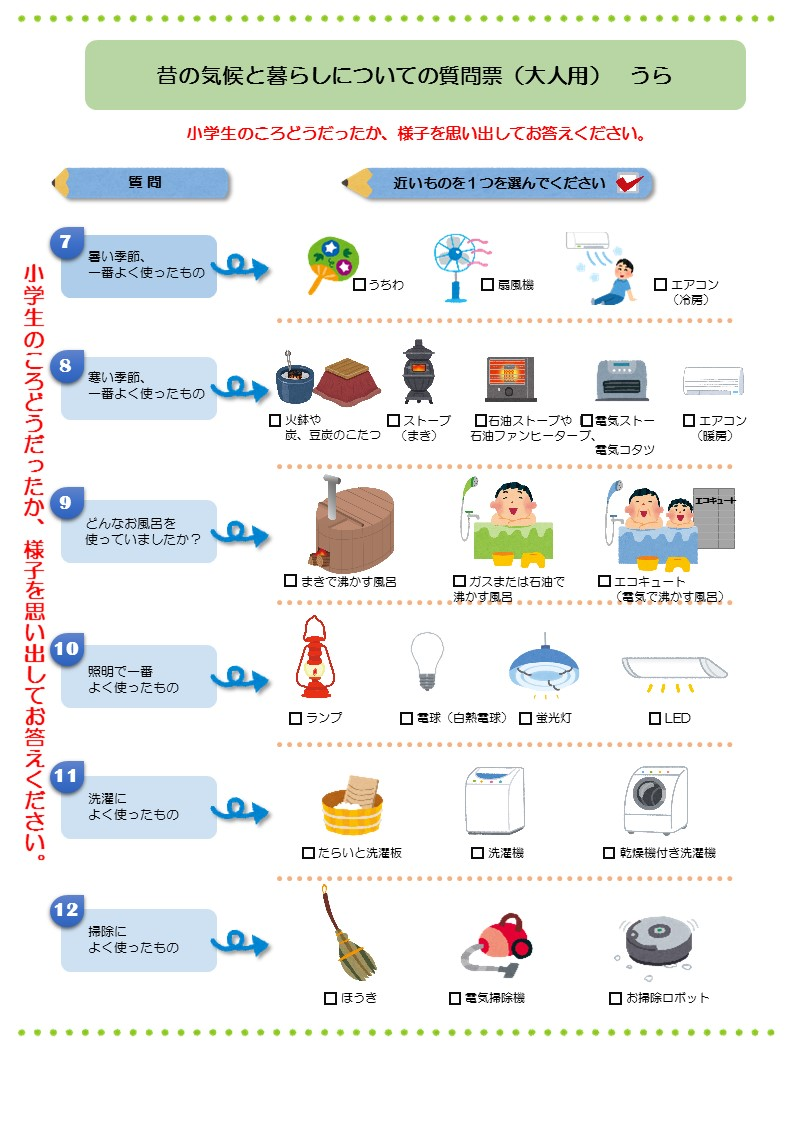 昔の気候と暮らしについての質問票（大人用）　うら
小学生のころどうだったか、様子を思い出してお答えください。
質 問
近いものを１つを選んでください
小学生のころどうだったか、様子を思い出してお答えください。
7
暑い季節、
一番よく使ったもの
うちわ
扇風機
エアコン
（冷房）
8
寒い季節、
一番よく使ったもの
火鉢や
炭、豆炭のこたつ
ストーブ
（まき）
石油ストーブや
石油ファンヒーターブ、
電気ストー
電気コタツ
エアコン
（暖房）
9
どんなお風呂を
使っていましたか？
まきで沸かす風呂
ガスまたは石油で
沸かす風呂
エコキュート
エコキュート
（電気で沸かす風呂）
10
照明で一番
よく使ったもの
ランプ
電球（白熱電球）
蛍光灯
LED
11
洗濯に
よく使ったもの
たらいと洗濯板
洗濯機
乾燥機付き洗濯機
12
掃除に
よく使ったもの
ほうき
電気掃除機
お掃除ロボット